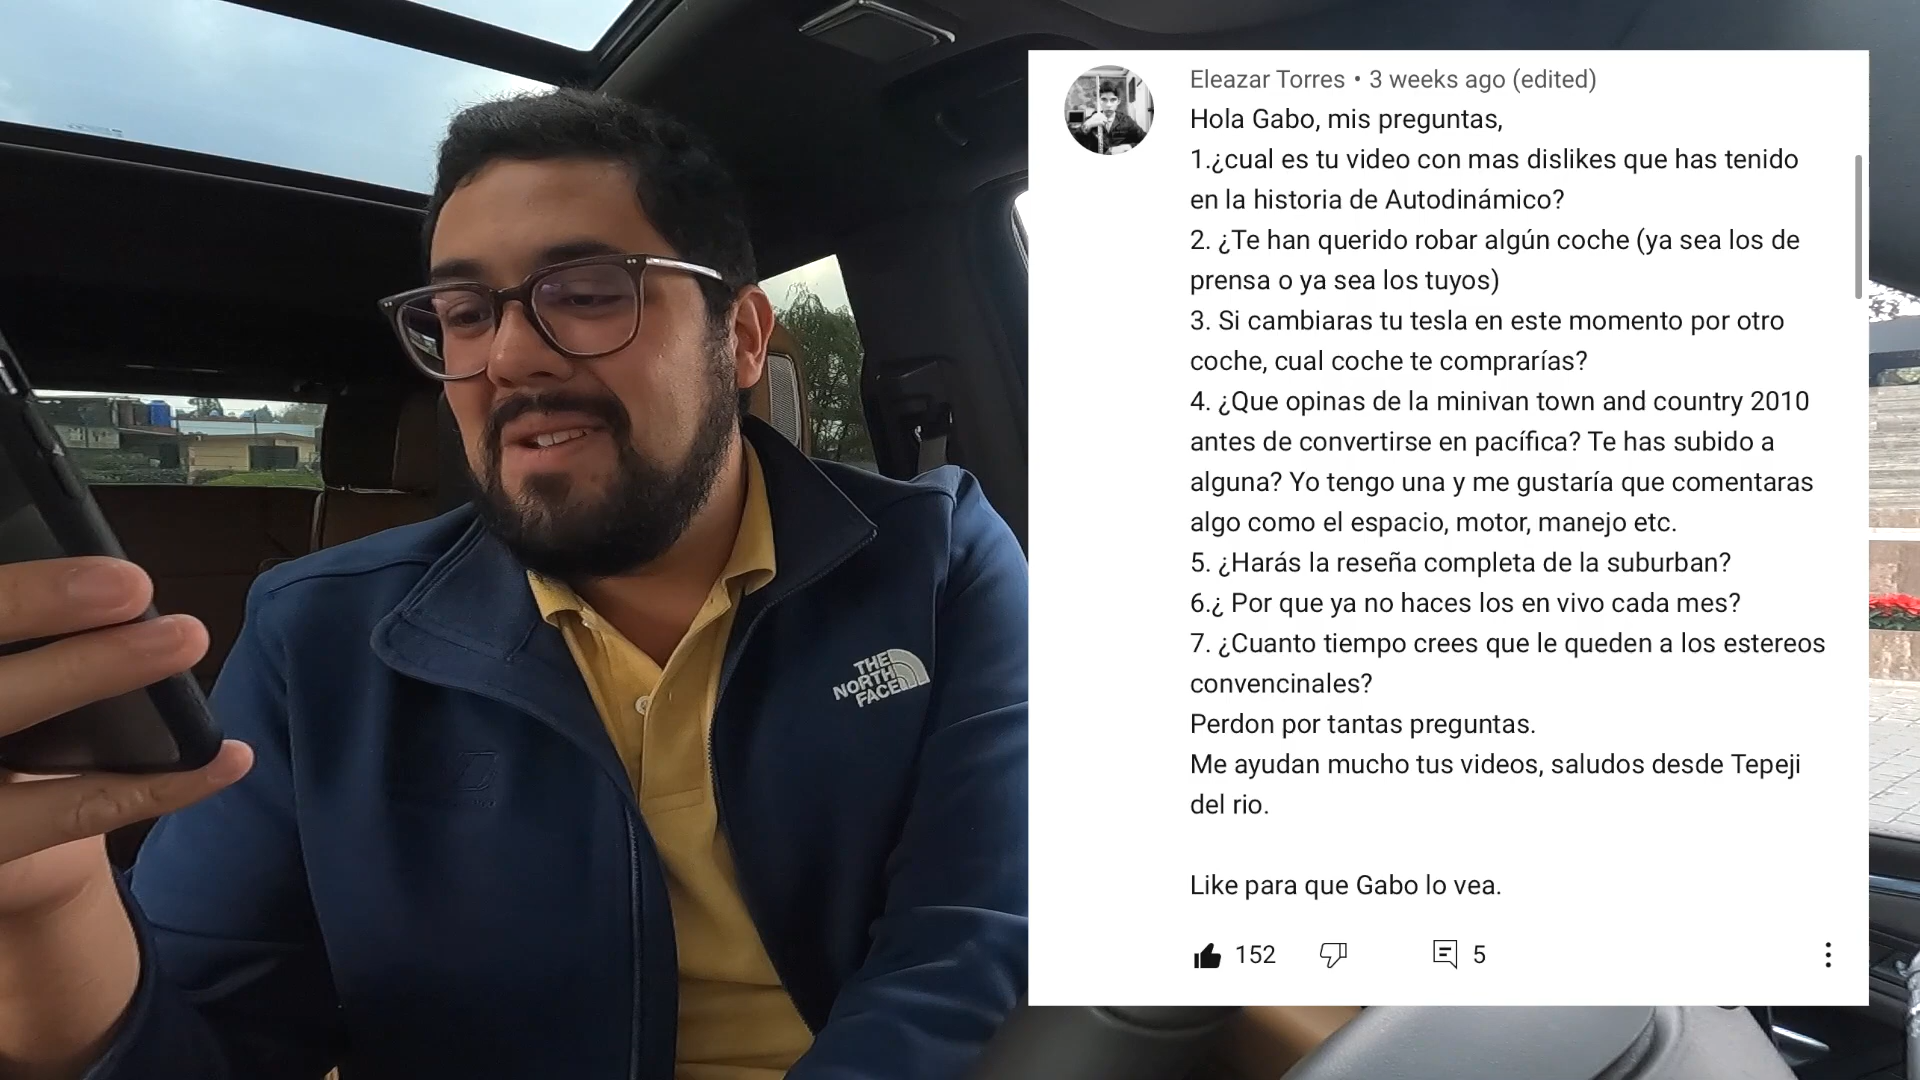 Eleazar Torres • 3 weeks ago (edited)
Hola Gabo, mis preguntas,
1.¿cual es tu video con mas dislikes que has tenido
en la historia de Autodinámico?
2. ¿Te han querido robar algún coche (ya sea los de
prensa o ya sea los tuyos)
3. Si cambiaras tu tesla en este momento por otro
coche, cual coche te comprarías?
4. ¿Que opinas de la minivan town and country 2010
antes de convertirse en pacífica? Te has subido a
alguna? Yo tengo una y me gustaría que comentaras
algo como el espacio, motor, manejo etc.
5. ¿Harás la reseña completa de la suburban?
6.¿ Por que ya no haces los en vivo cada mes?
7. ¿Cuanto tiempo crees que le queden a los estereos
convencinales?
Perdon por tantas preguntas.
Me ayudan mucho tus videos, saludos desde Tepeji
del rio.
Like para que Gabo lo vea.
152
5
THE
NORTH
FACE